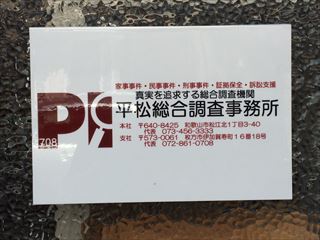 家事事件・民事事件・刑事事件・証拠保全・訴訟支援
真実を追求する総合調査機関
PI
708
平松総合調査事務所
本社 〒640-8425 和歌山市松江北1丁目3-40
代表 073-456-3333
支社 〒573-0061 枚方市伊加賀寿町16番18号
代表 072-861-0708